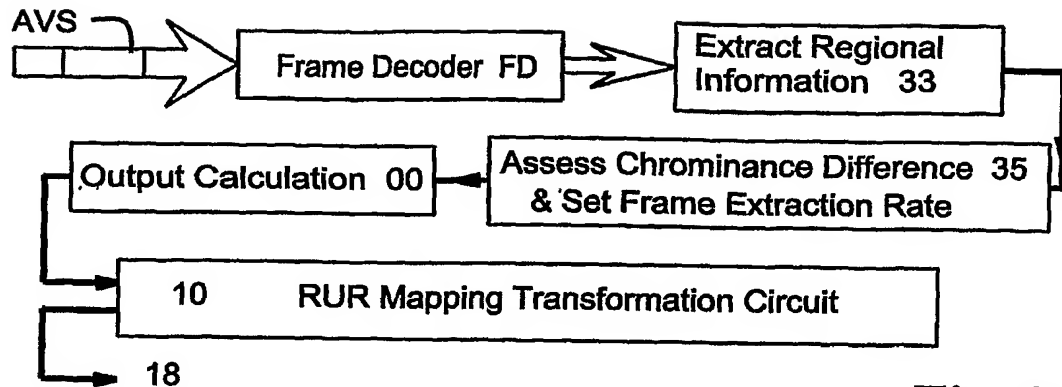 AVS
Frame Decoder FD
Extract Regional
Information 33
Output Calculation 00
Assess Chrominance Difference 35
& Set Frame Extraction Rate
10 RUR Mapping Transformation Circuit
18